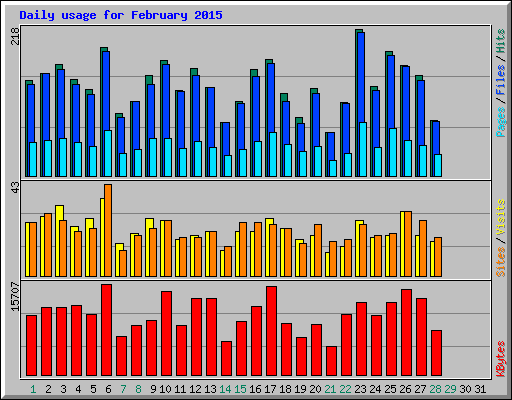 Daily usage for February 2015
218
Pages / Files / Hits
43
Sites / Visits
15707
KBytes
1 2 3 4 5 6 7 8 9 10 11 12 13 14 15 16 17 18 19 20 21 22 23 24 25 26 27 28 29 30 31